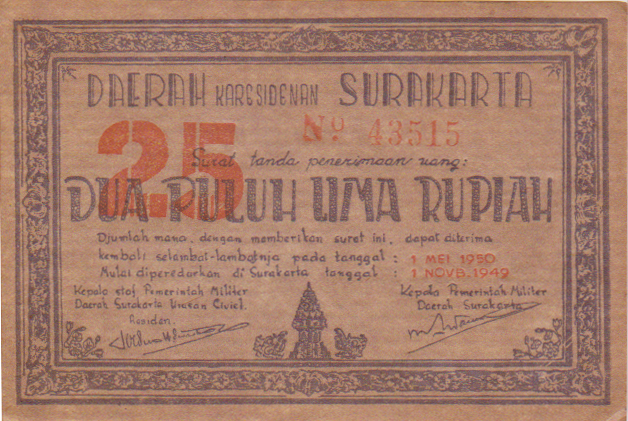 DAERAH KARESIDENAN SURAKARTA
25
No 43515
Surat tanda penerimaan uang:
DUA PULUH LIMA RUPIAH
Djumlah mana, dengan memberikan surat ini, dapat diterima
kembali selambat-lambatnja pada tanggal : 1 MEI 1950
Mulai diperedarkan di Surakarta tanggal : 1 NOVB. 1949
Kepala staf Pemerintah Militer
Daerah Surakarta Urusan Civiel.
Residen:
Kepala Pemerintah Militer
Daerah Surakarta